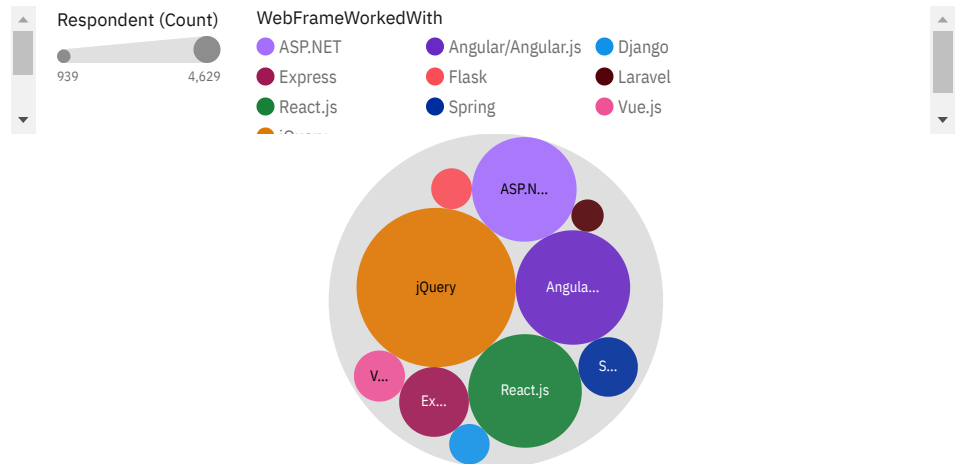 Respondent (Count)
939
4,629
WebFrameWorkedWith
ASP.NET
Angular/Angular.js
Django
Express
Flask
Laravel
React.js
Spring
Vue.js
jQuery
ASP.N...
jQuery
Angula...
S...
V...
Ex...
React.js